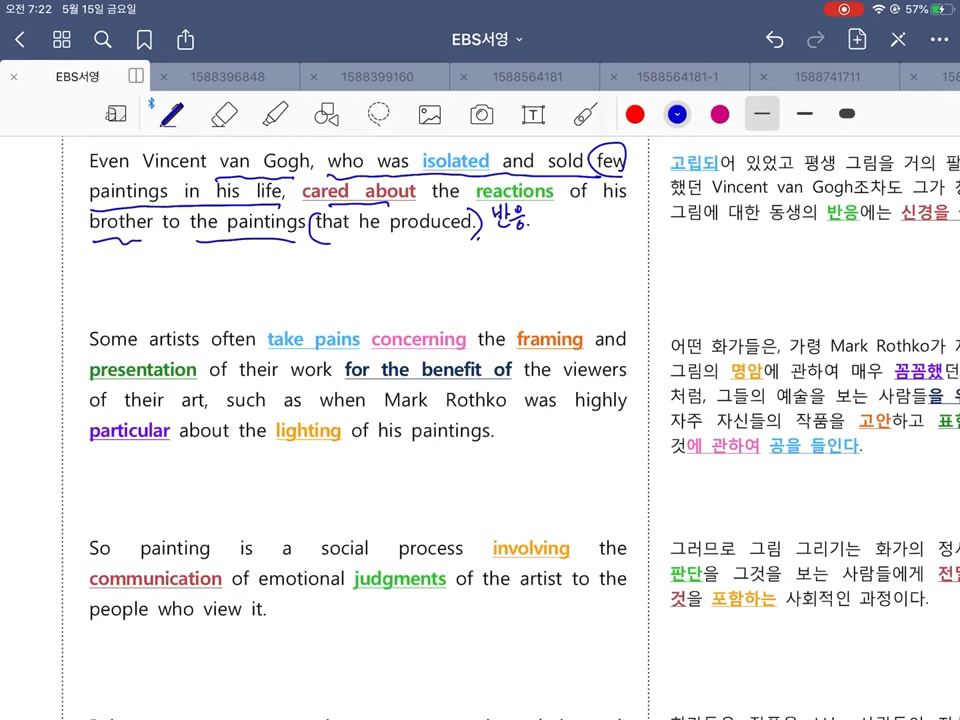 오전 7:22 5월 15일 금요일
57%
EBS서영
EBS서영 1588396848 1588399160 1588564181 1588564181-1 1588741711
Even Vincent van Gogh, who was isolated and sold few
paintings in his life, cared about the reactions of his
brother to the paintings (that he produced.) 반응.
고립되어 있었고 평생 그림을 거의
했던 Vincent van Gogh조차도 그가
그림에 대한 동생의 반응에는 신경을
Some artists often take pains concerning the framing and
presentation of their work for the benefit of the viewers
of their art, such as when Mark Rothko was highly
particular about the lighting of his paintings.
어떤 화가들은, 가령 Mark Rothko가
그림의 명암에 관하여 매우 꼼꼼했던
처럼, 그들의 예술을 보는 사람들을
자주 자신들의 작품을 고안하고
것에 관하여 공을 들인다.
So painting is a social process involving the
communication of emotional judgments of the artist to the
people who view it.
그러므로 그림 그리기는 화가의
판단을 그것을 보는 사람들에게
것을 포함하는 사회적인 과정이다.